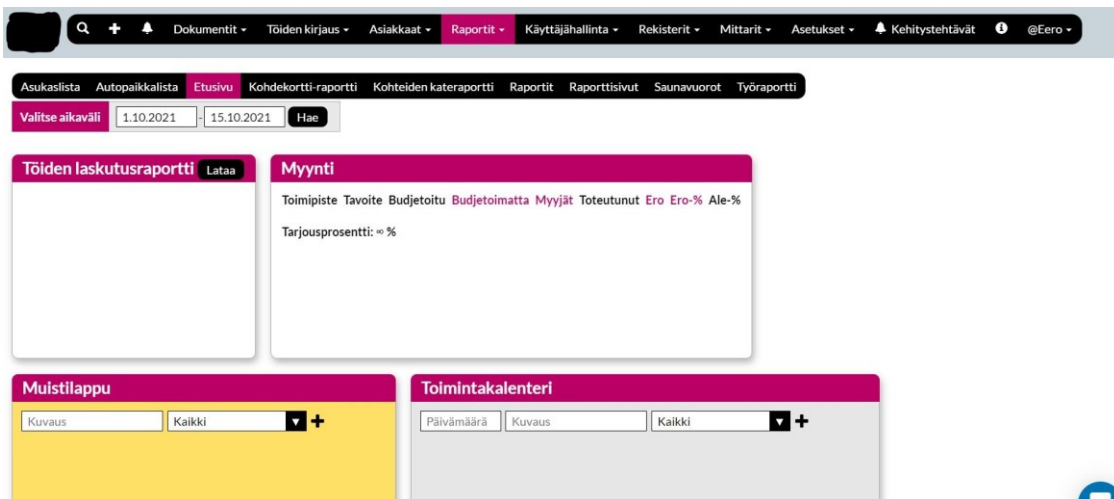 Dokumentit Töiden kirjaus Asiakkaat Raportit Käyttäjähallinta Rekisterit Mittarit Asetukset Kehitystehtävät @Eero
Asukaslista Autopaikkalista Etusivu Kohdekortti-raportti Kohteiden kateraportti Raportit Raporttisivut Saunavuorot Työraportti
Valitse aikaväli 1.10.2021 - 15.10.2021 Hae
Töiden laskutusraportti Lataa
Myynti
Toimipiste Tavoite Budjetoitu Budjetoimatta Myyjät Toteutunut Ero Ero-% Ale-%
Tarjousprosentti: ∞ %
Muistilappu
Kuvaus Kaikki
Toimintakalenteri
Päivämäärä Kuvaus Kaikki